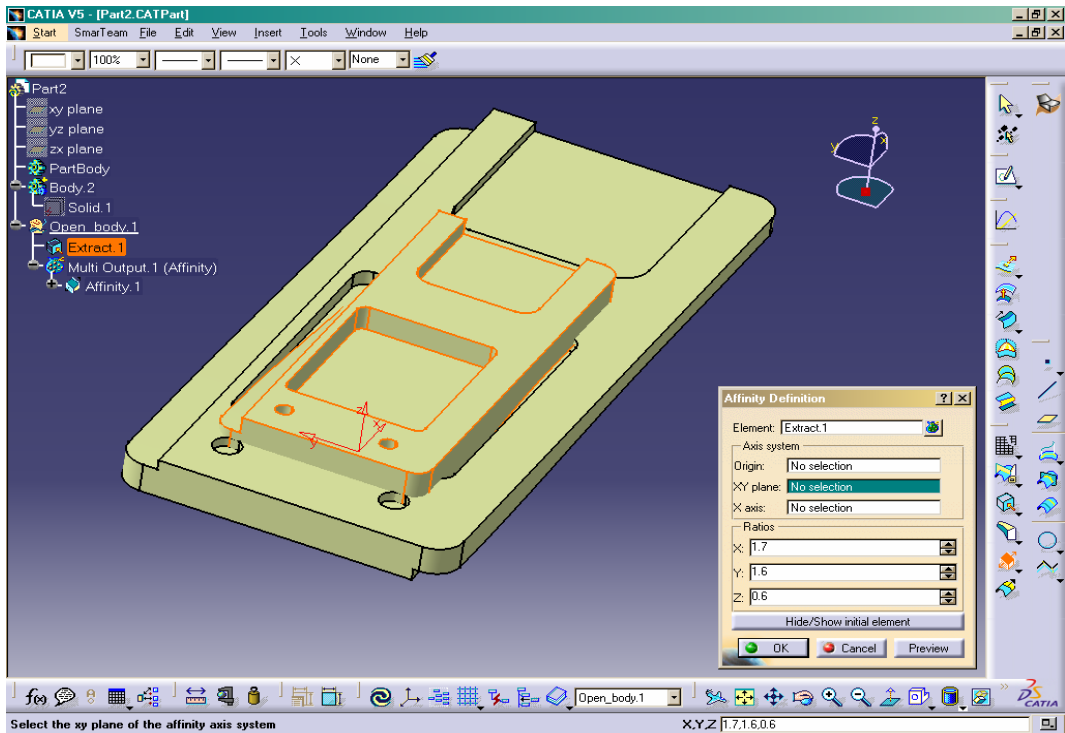 CATIA V5 - [Part2.CATPart]
Start SmarTeam File Edit View Insert Tools Window Help
100% None
Part2
xy plane
yz plane
zx plane
PartBody
Body.2
Solid.1
Open_body.1
Extract.1
Multi Output.1 (Affinity)
Affinity.1
z
y x
z
x
y
Affinity Definition
Element: Extract.1
Axis system
Origin: No selection
XY plane: No selection
X axis: No selection
Ratios
X: 1.7
Y: 1.6
Z: 0.6
Hide/Show initial element
OK Cancel Preview
f(x) Open_body.1 CATIA
Select the xy plane of the affinity axis system X,Y,Z 1.7,1.6,0.6